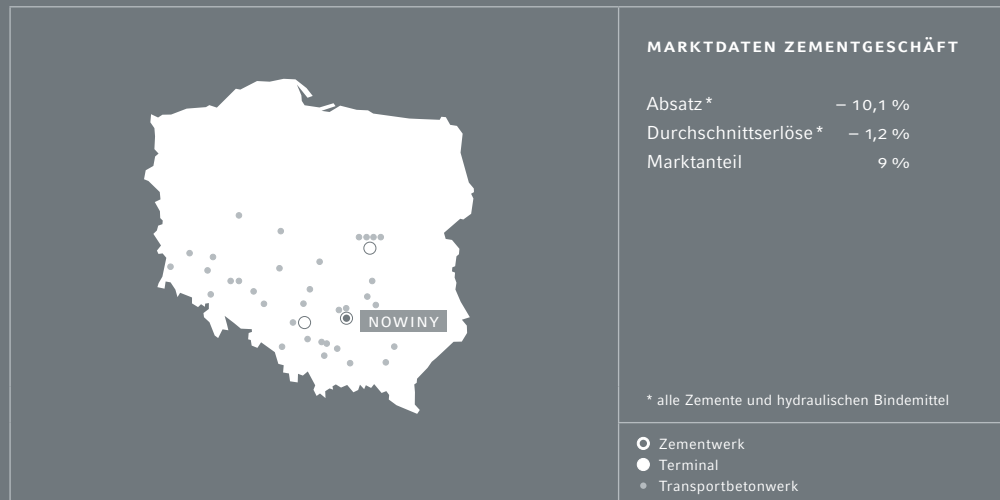 NOWINY
MARKTDATEN ZEMENTGESCHÄFT
Absatz * – 10,1 %
Durchschnittserlöse * – 1,2 %
Marktanteil 9 %
* alle Zemente und hydraulischen Bindemittel
Zementwerk
Terminal
Transportbetonwerk